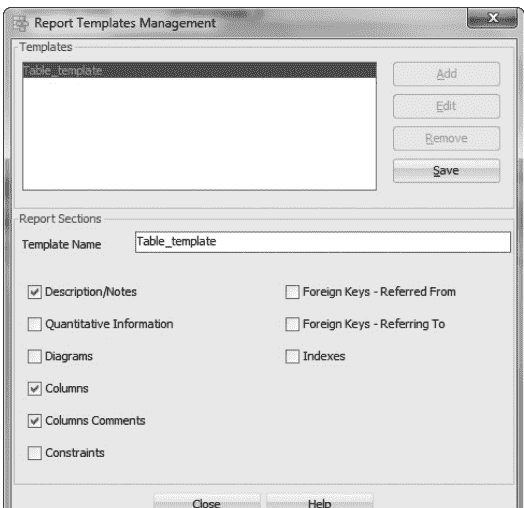 Report Templates Management
Templates
Table_template
Add
Edit
Remove
Save
Report Sections
Template Name Table_template
Description/Notes Foreign Keys - Referred From
Quantitative Information Foreign Keys - Referring To
Diagrams Indexes
Columns
Columns Comments
Constraints
Close Help